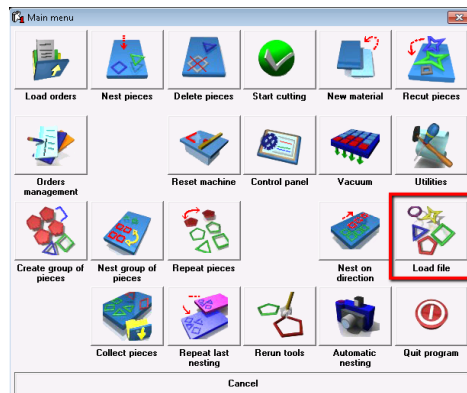 Main menu
Load orders
Nest pieces
Delete pieces
Start cutting
New material
Recut pieces
Orders
management
Reset machine
Control panel
Vacuum
Utilities
Create group of
pieces
Nest group of
pieces
Repeat pieces
Nest on
direction
Load file
Collect pieces
Repeat last
nesting
Rerun tools
Automatic
nesting
Quit program
Cancel